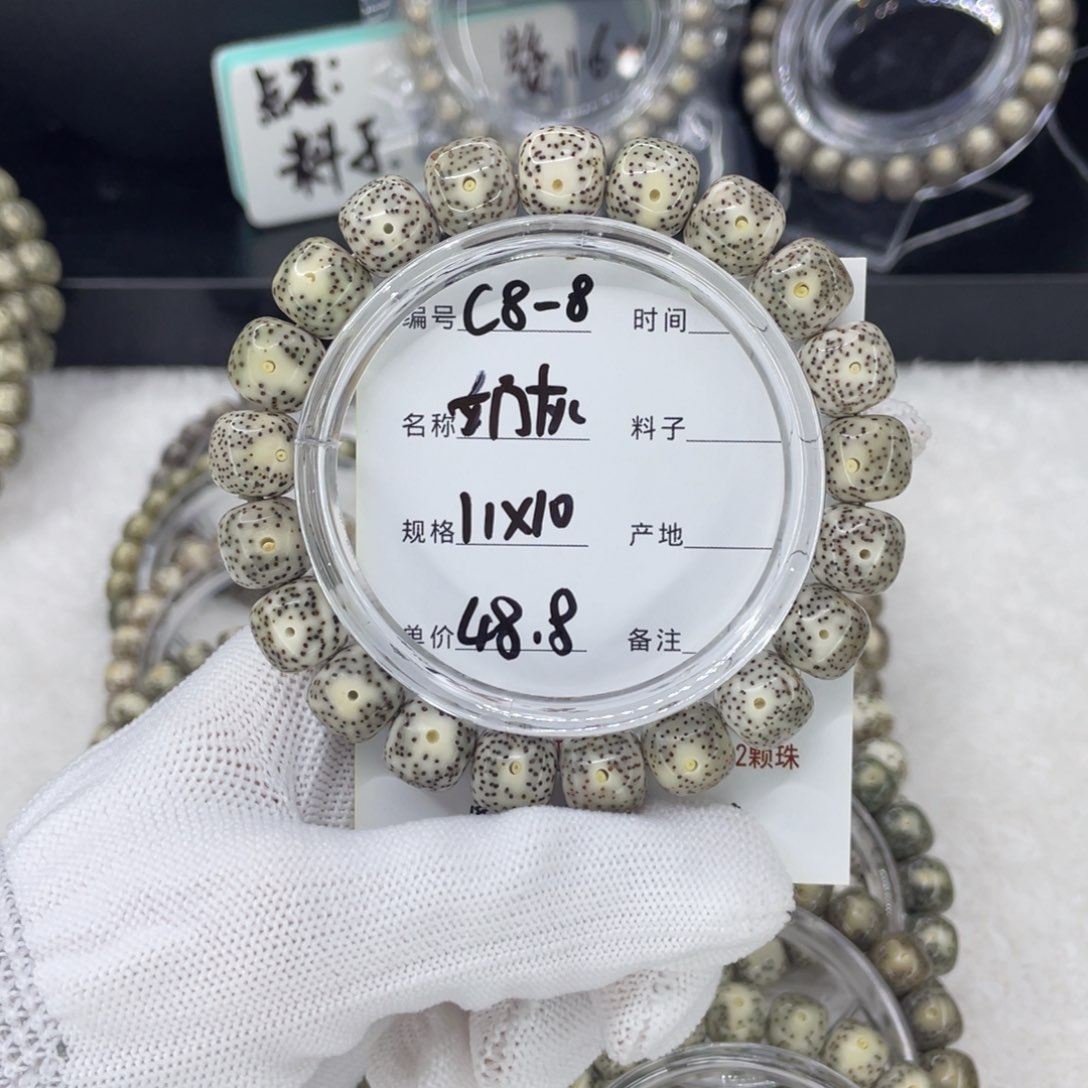 料子
编号 C8-8 时间
名称 奶灰 料子
规格 11X10 产地
单价 48.8 备注
2颗珠